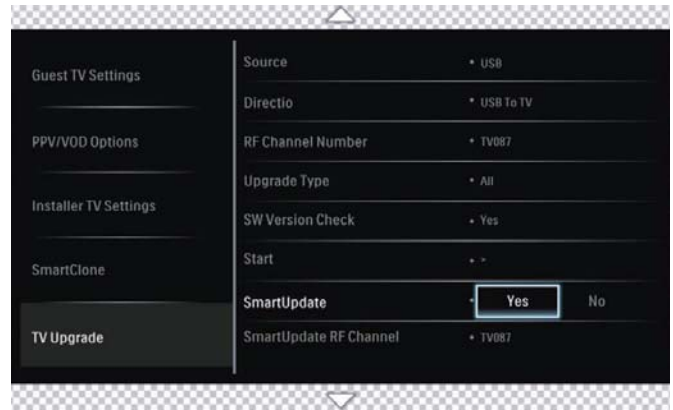 Guest TV Settings
PPV/VOD Options
Installer TV Settings
SmartClone
TV Upgrade
Source • USB
Directio • USB To TV
RF Channel Number • TV087
Upgrade Type • All
SW Version Check • Yes
Start • >
SmartUpdate • Yes No
SmartUpdate RF Channel • TV087